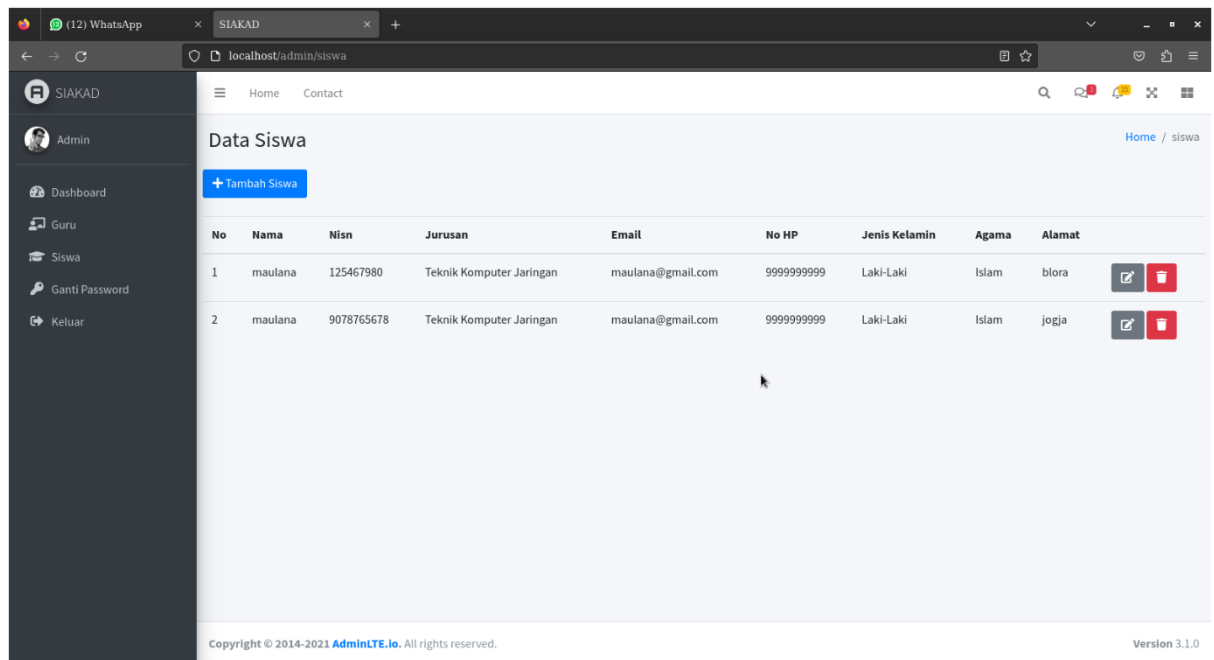 (12) WhatsApp
SIAKAD
localhost/admin/siswa
SIAKAD
Home Contact
3
15
Admin
Data Siswa
Home / siswa
Dashboard
Guru
Siswa
Ganti Password
Keluar
Tambah Siswa
No Nama Nisn Jurusan Email No HP Jenis Kelamin Agama Alamat
1 maulana 125467980 Teknik Komputer Jaringan maulana@gmail.com 9999999999 Laki-Laki Islam blora
2 maulana 9078765678 Teknik Komputer Jaringan maulana@gmail.com 9999999999 Laki-Laki Islam jogja
Copyright © 2014-2021 AdminLTE.io. All rights reserved.
Version 3.1.0